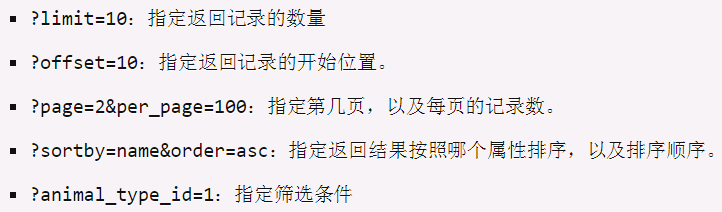 ?limit=10：指定返回记录的数量
?offset=10：指定返回记录的开始位置。
?page=2&per_page=100：指定第几页，以及每页的记录数。
?sortby=name&order=asc：指定返回结果按照哪个属性排序，以及排序顺序。
?animal_type_id=1：指定筛选条件